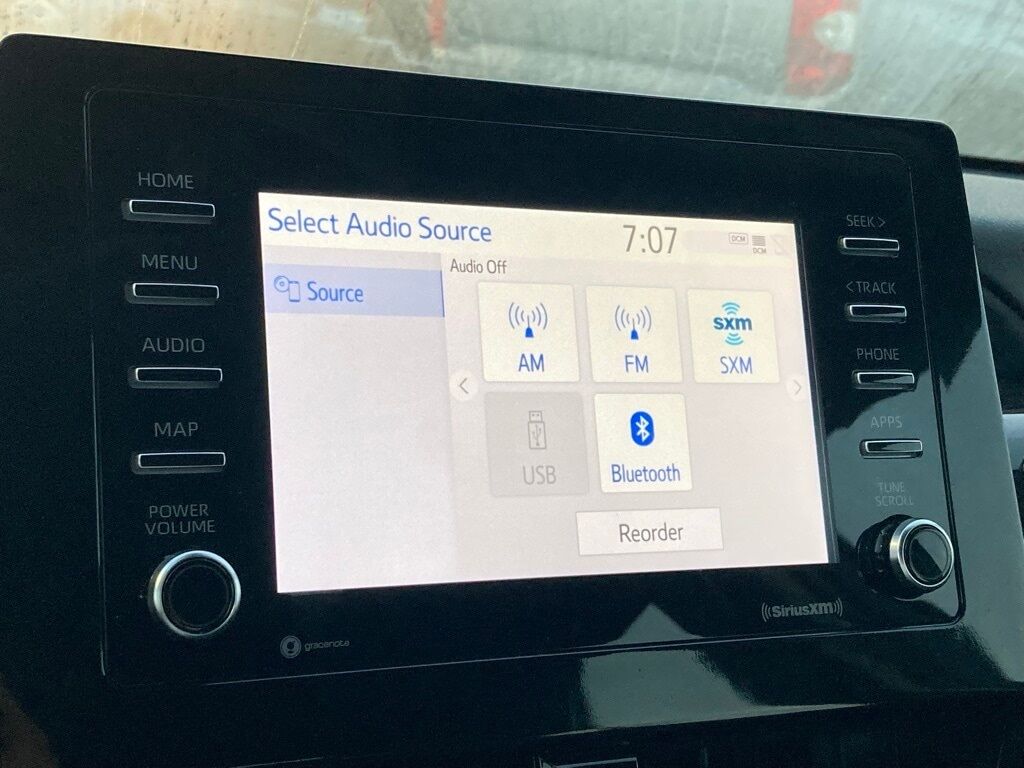 HOME
MENU
AUDIO
MAP
POWER
VOLUME
Select Audio Source
7:07
DCM
DCM
Source
Audio Off
AM
FM
sxm
SXM
USB
Bluetooth
Reorder
SEEK >
< TRACK
PHONE
APPS
TUNE
SCROLL
g gracenote
((SiriusXM))